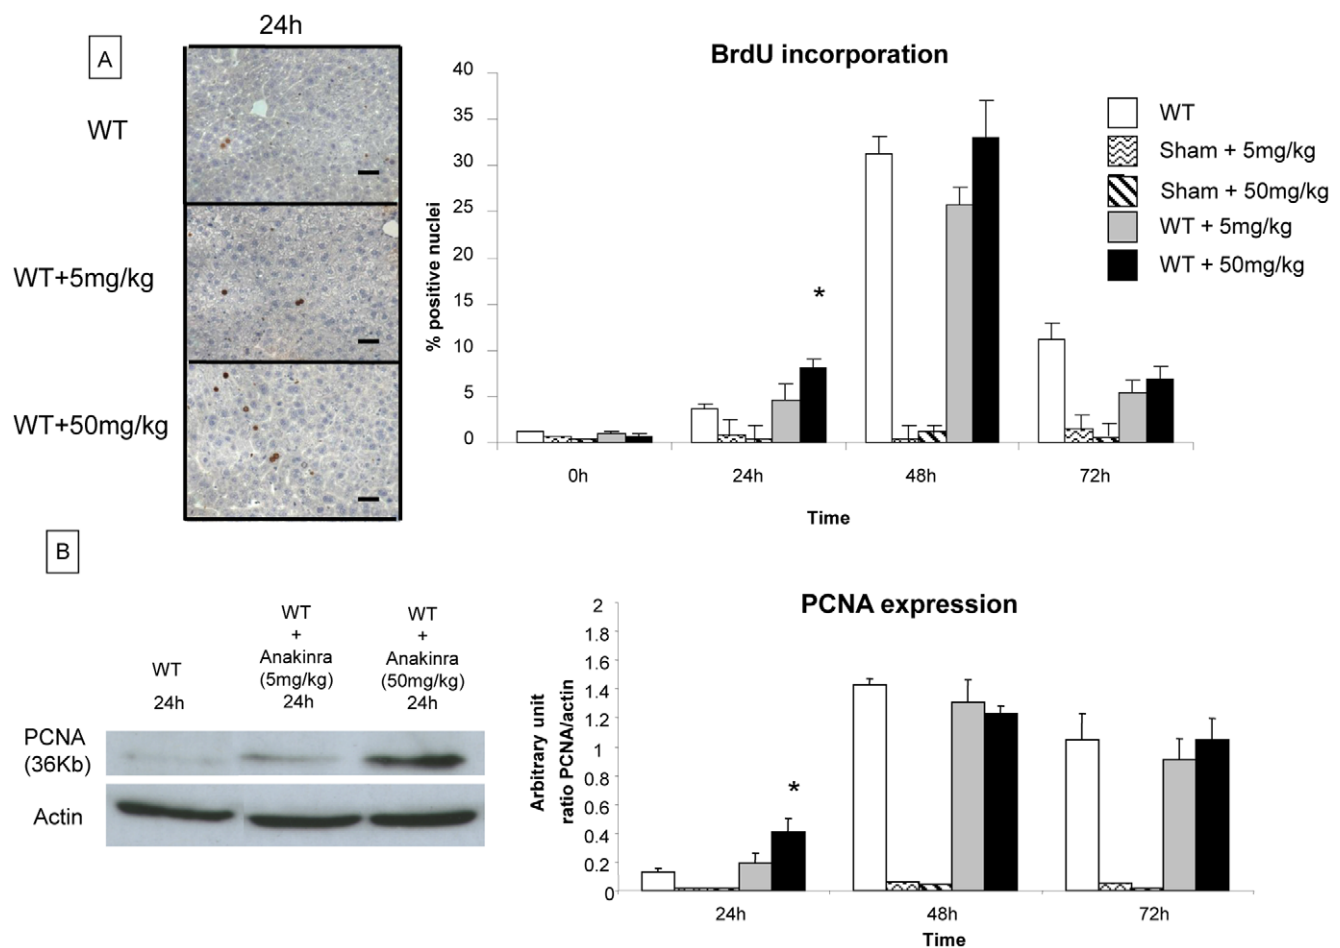 A
24h
WT
WT+5mg/kg
WT+50mg/kg
BrdU incorporation
% positive nuclei
40
35
30
25
20
15
10
5
0
0h
24h
48h
72h
Time
*
WT
Sham + 5mg/kg
Sham + 50mg/kg
WT + 5mg/kg
WT + 50mg/kg
B
WT
24h
WT
+
Anakinra
(5mg/kg)
24h
WT
+
Anakinra
(50mg/kg)
24h
PCNA
(36Kb)
Actin
PCNA expression
Arbitrary unit
ratio PCNA/actin
2
1.8
1.6
1.4
1.2
1
0.8
0.6
0.4
0.2
0
*
24h
48h
72h
Time